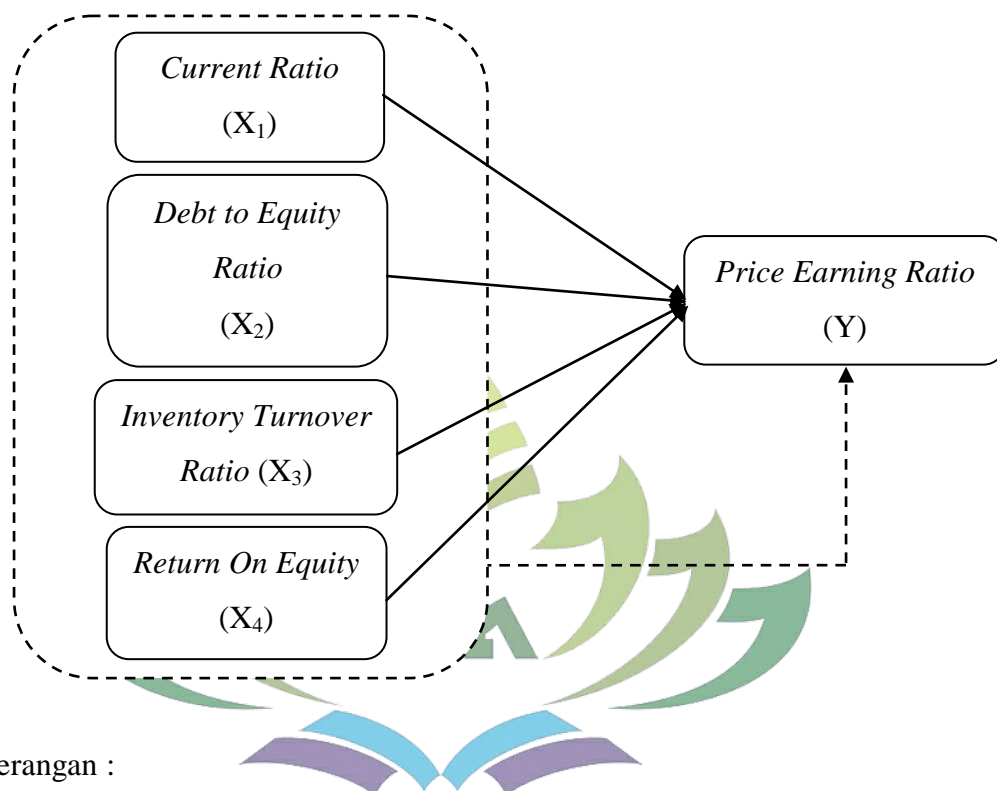 Current Ratio
(X₁)
Debt to Equity
Ratio
(X₂)
Price Earning Ratio
(Y)
Inventory Turnover
Ratio (X₃)
Return On Equity
(X₄)
erangan :